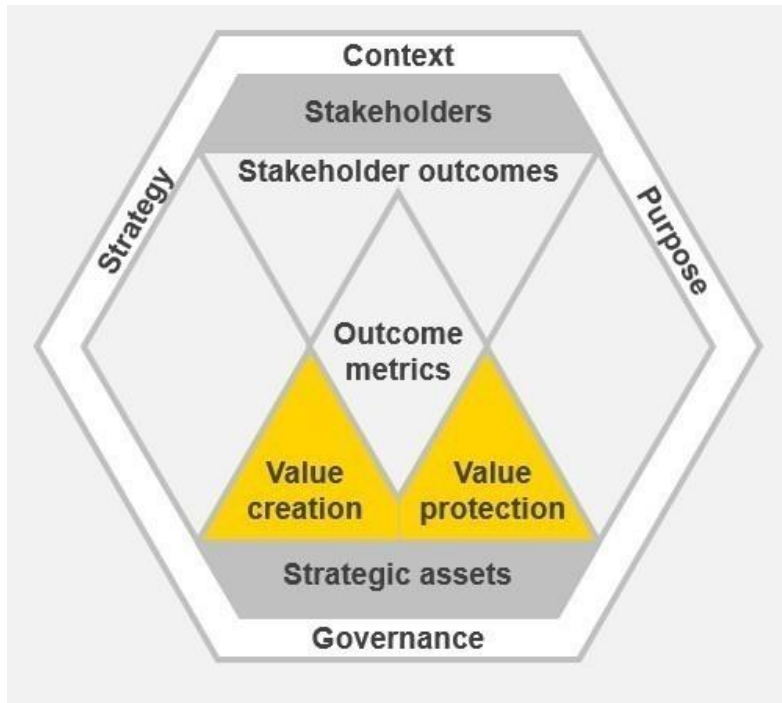 Context
Stakeholders
Stakeholder outcomes
Strategy
Purpose
Outcome
metrics
Value
creation
Value
protection
Strategic assets
Governance